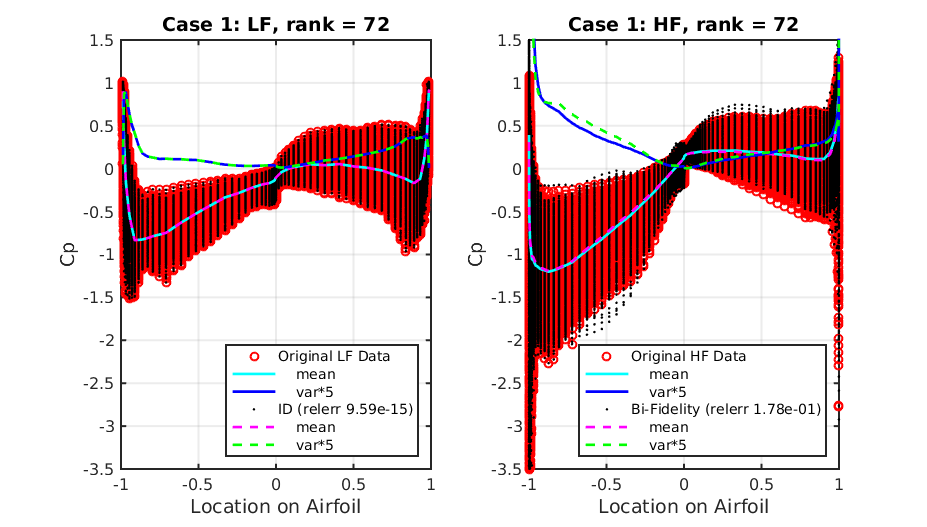 Case 1: LF, rank = 72
1.5
1
0.5
0
-0.5
-1
-1.5
-2
-2.5
-3
-3.5
Cp
-1
-0.5
0
0.5
1
Location on Airfoil
Original LF Data
mean
var*5
ID (relerr 9.59e-15)
mean
var*5
Case 1: HF, rank = 72
1.5
1
0.5
0
-0.5
-1
-1.5
-2
-2.5
-3
-3.5
Cp
-1
-0.5
0
0.5
1
Location on Airfoil
Original HF Data
mean
var*5
Bi-Fidelity (relerr 1.78e-01)
mean
var*5